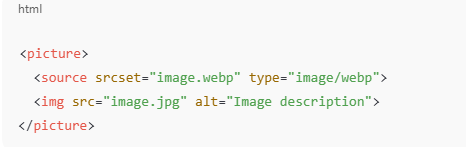 html
<picture>
  <source srcset="image.webp" type="image/webp">
  <img src="image.jpg" alt="Image description">
</picture>